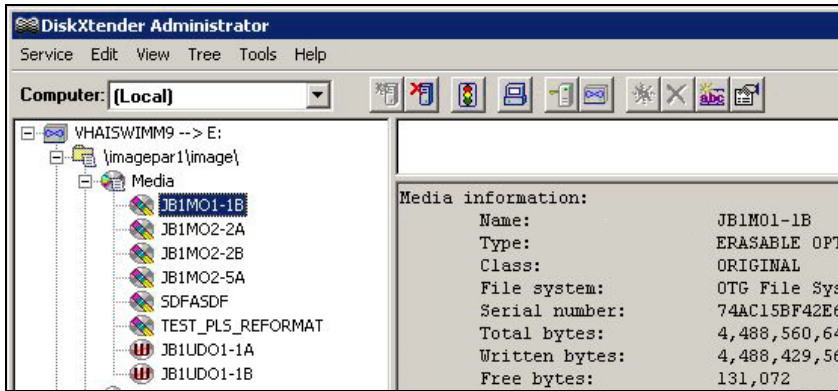 DiskXtender Administrator
Service Edit View Tree Tools Help
Computer: (Local)
abc
VHAISWIMM9 --> E:
\imagepar1\image\
Media
JB1MO1-1B
JB1MO2-2A
JB1MO2-2B
JB1MO2-5A
SDFASDF
TEST_PLS_REFORMAT
JB1UDO1-1A
JB1UDO1-1B
Media information:
Name: JB1MO1-1B
Type: ERASABLE OPT
Class: ORIGINAL
File system: OTG File Sys
Serial number: 74AC15BF42E6
Total bytes: 4,488,560,64
Written bytes: 4,488,429,56
Free bytes: 131,072